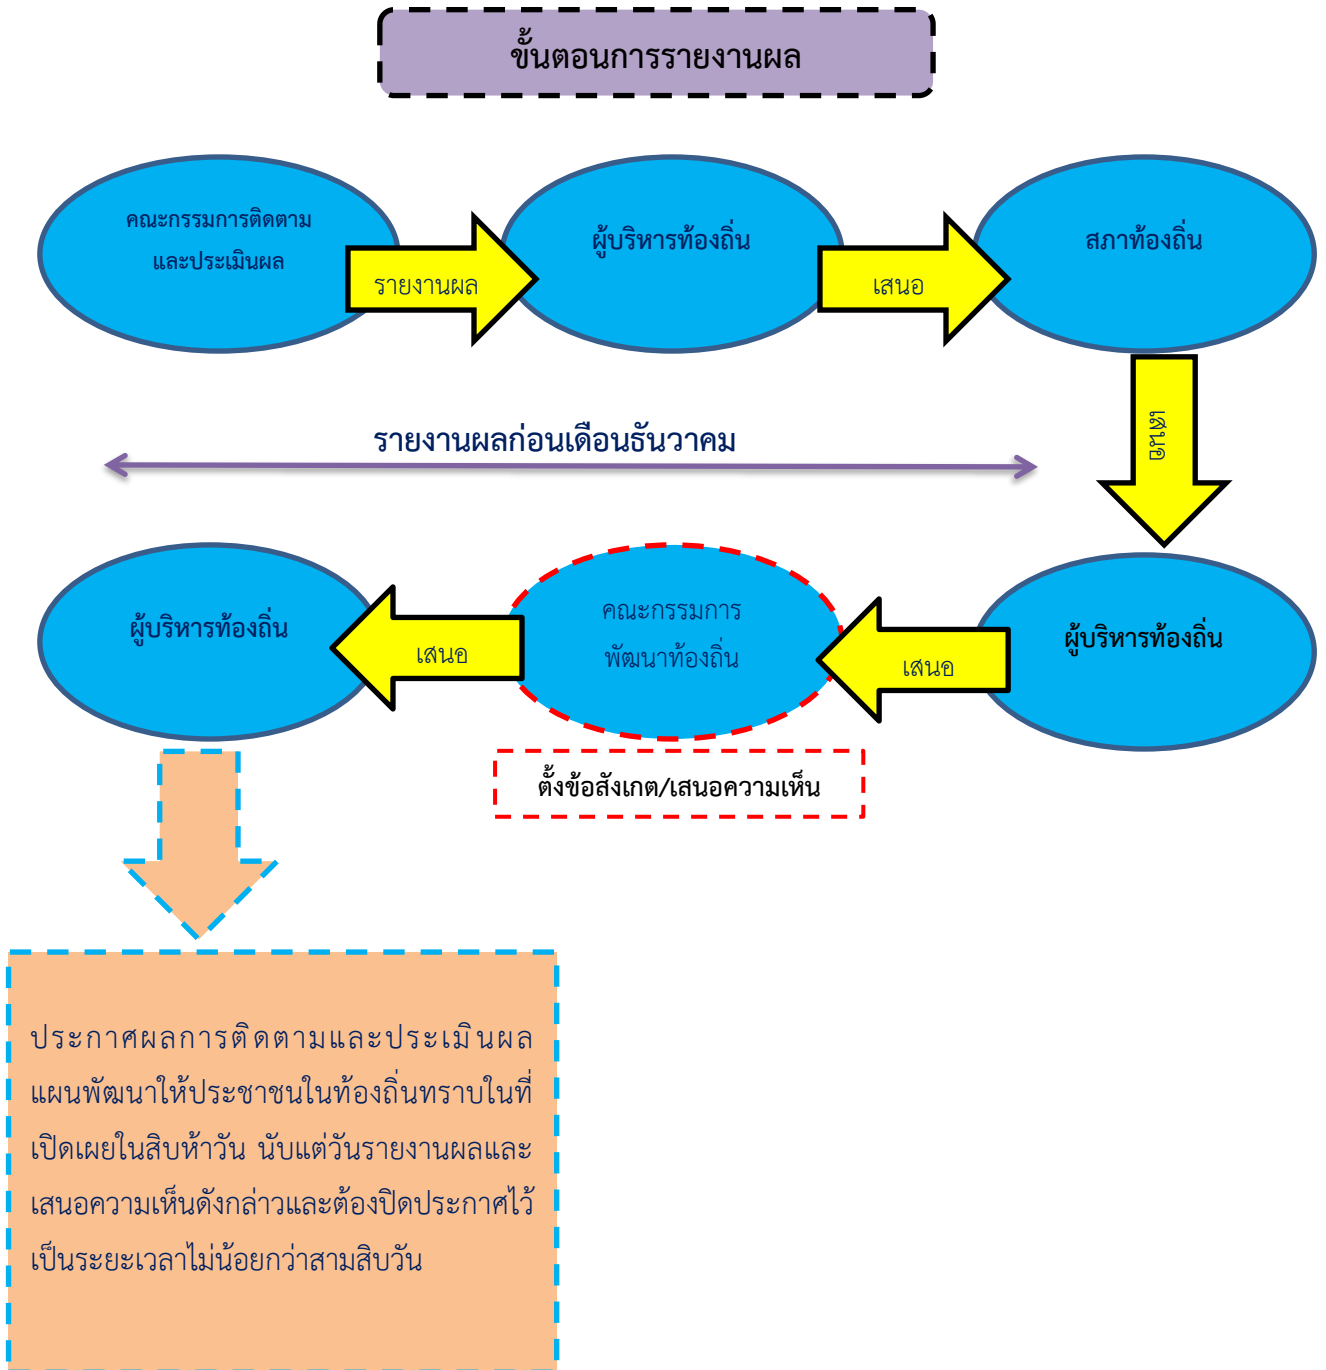 ขั้นตอนการรายงานผล
คณะกรรมการติดตาม
และประเมินผล
รายงานผล
ผู้บริหารท้องถิ่น
เสนอ
สภาท้องถิ่น
เสนอ
รายงานผลก่อนเดือนธันวาคม
ผู้บริหารท้องถิ่น
เสนอ
คณะกรรมการ
พัฒนาท้องถิ่น
เสนอ
ผู้บริหารท้องถิ่น
ตั้งข้อสังเกต/เสนอความเห็น
ประกาศผลการติดตามและประเมินผล
แผนพัฒนาให้ประชาชนในท้องถิ่นทราบในที่
เปิดเผยในสิบห้าวัน นับแต่วันรายงานผลและ
เสนอความเห็นดังกล่าวและต้องปิดประกาศไว้
เป็นระยะเวลาไม่น้อยกว่าสามสิบวัน